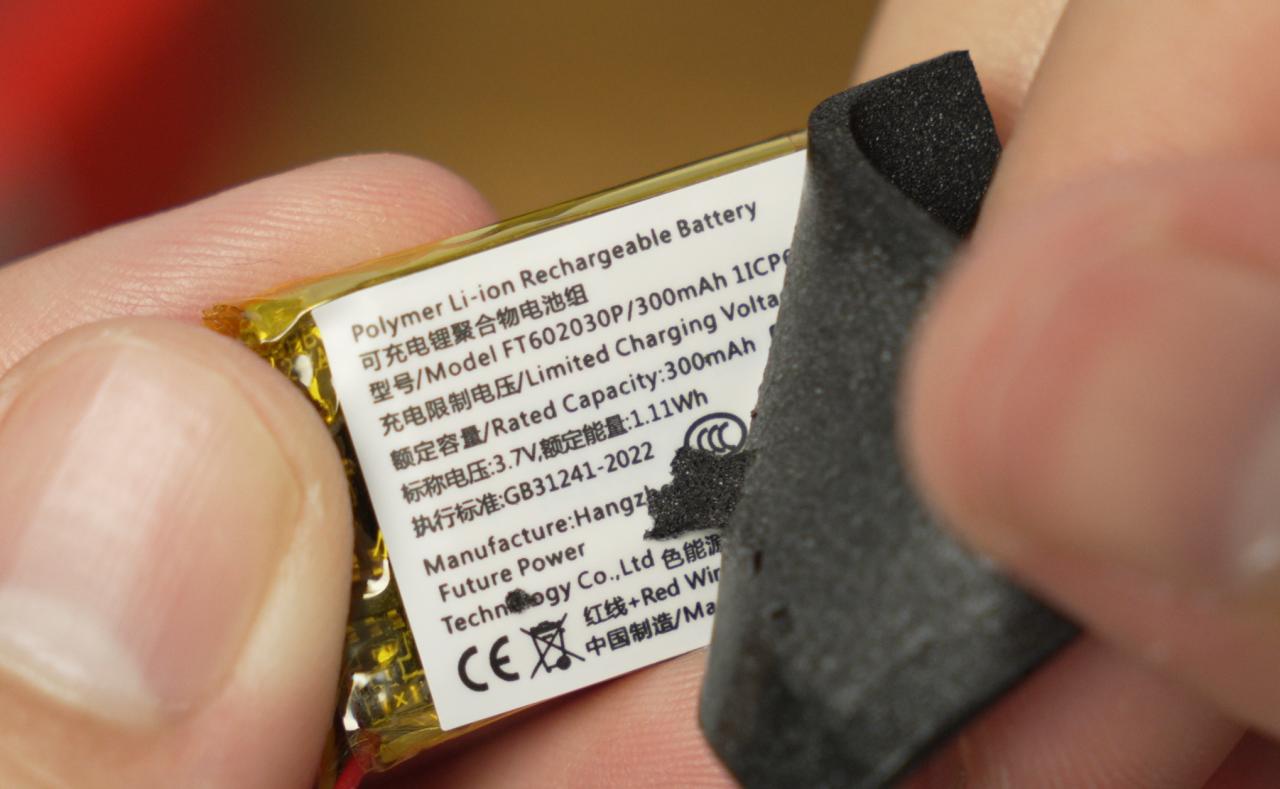 Polymer Li-ion Rechargeable Battery
可充电锂聚合物电池组
型号/Model FT602030P/300mAh 1ICP6
充电限制电压/Limited Charging Volta
额定容量/Rated Capacity:300mAh
标称电压:3.7V,额定能量:1.11Wh
执行标准:GB31241-2022
CCC
Manufacture:Hangzh
Future Power
Techn ogy Co.,Ltd 色能源
红线+Red Wir
CE 中国制造/Ma